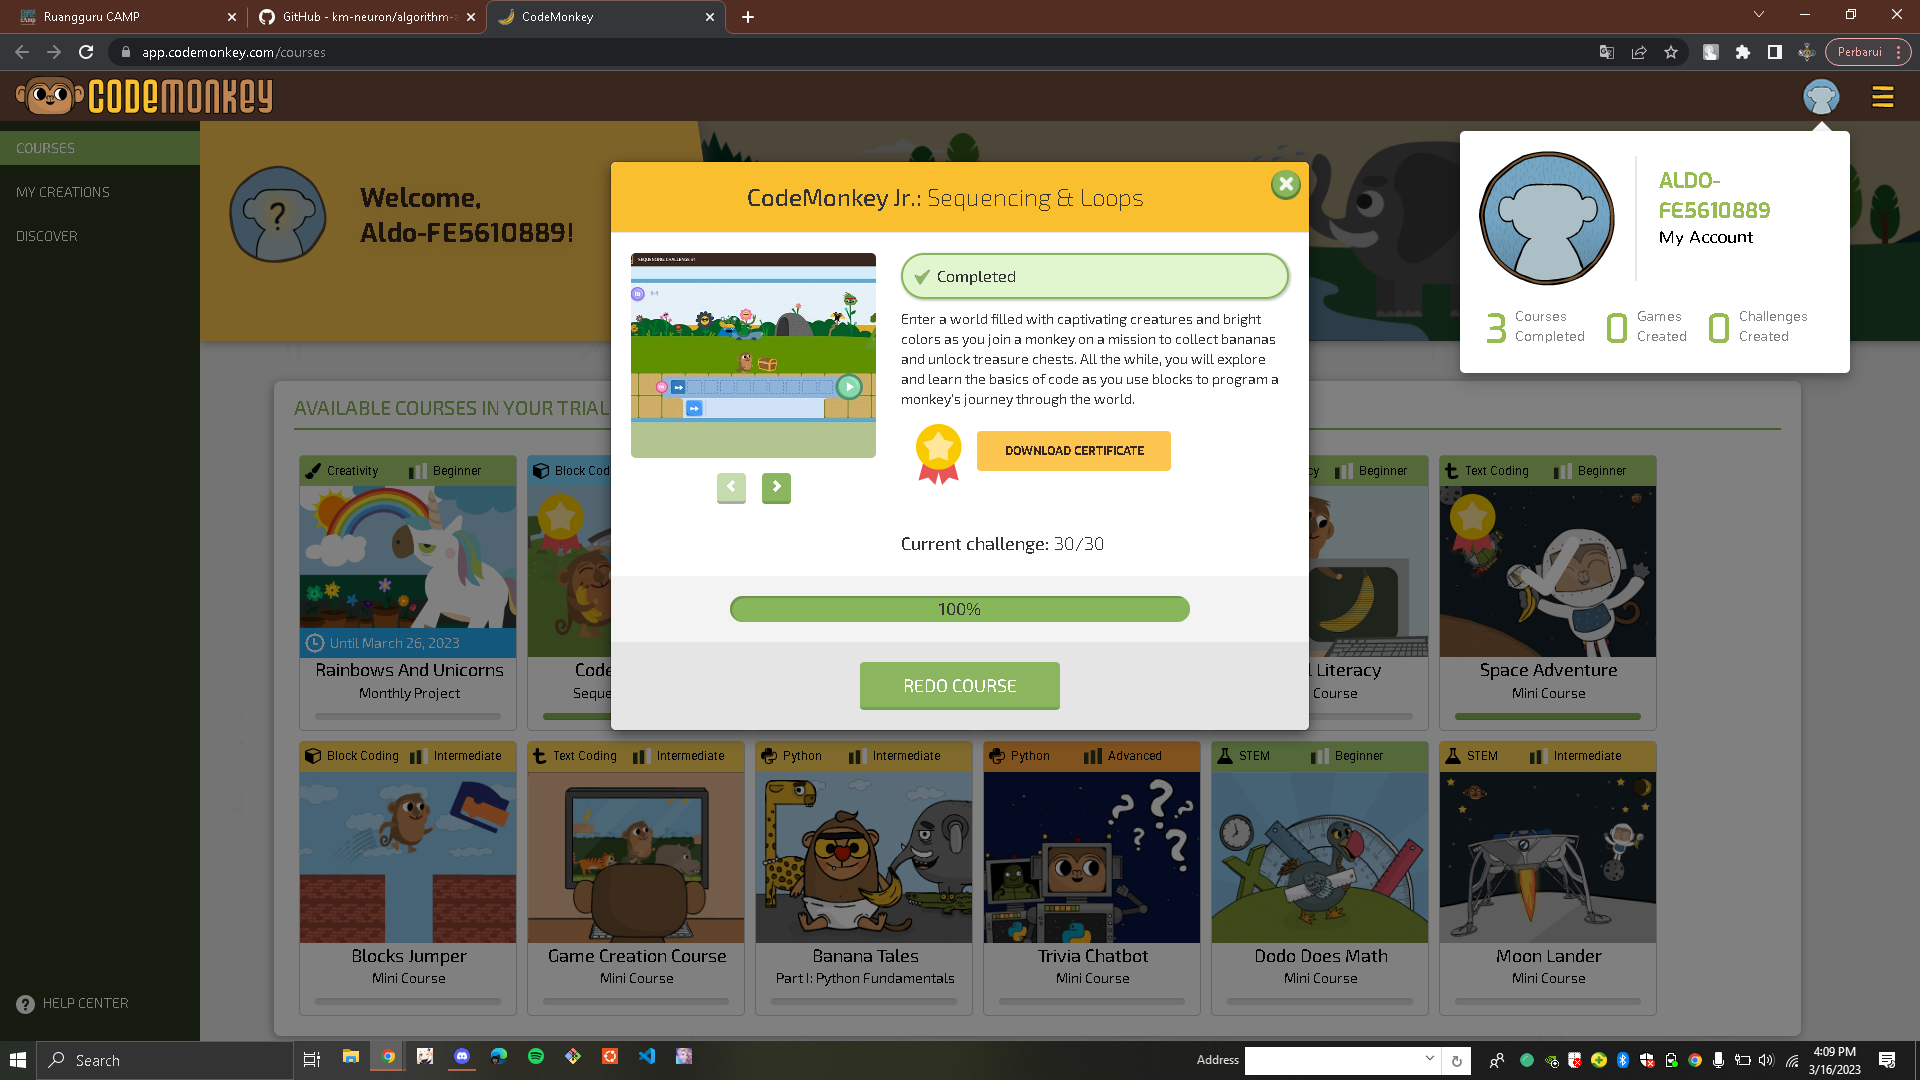 Ruangguru CAMP
GitHub - km-neuron/algorithm-
CodeMonkey
app.codemonkey.com/courses
Perbarui
CODEMONKEY
COURSES
MY CREATIONS
DISCOVER
HELP CENTER
?
Welcome,
Aldo-FE5610889!
ALDO-
FE5610889
My Account
3 Courses Completed
0 Games Created
0 Challenges Created
CodeMonkey Jr.: Sequencing & Loops
Completed
Enter a world filled with captivating creatures and bright
colors as you join a monkey on a mission to collect bananas
and unlock treasure chests. All the while, you will explore
and learn the basics of code as you use blocks to program a
monkey's journey through the world.
DOWNLOAD CERTIFICATE
Current challenge: 30/30
100%
REDO COURSE
AVAILABLE COURSES IN YOUR TRIAL
Creativity Beginner
Until March 26, 2023
Rainbows And Unicorns
Monthly Project
Block Cod
Code
Seque
cy Beginner
l Literacy
Course
Text Coding Beginner
Space Adventure
Mini Course
Block Coding Intermediate
Blocks Jumper
Mini Course
Text Coding Intermediate
Game Creation Course
Mini Course
Python Intermediate
Banana Tales
Part I: Python Fundamentals
Python Advanced
Trivia Chatbot
Mini Course
STEM Beginner
Dodo Does Math
Mini Course
STEM Intermediate
Moon Lander
Mini Course
Search
Address
4:09 PM
3/16/2023